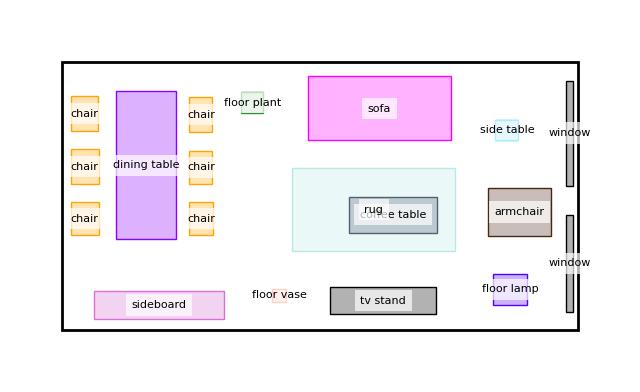 floor plant
sofa
chair
chair
side table
window
chair
dining table
chair
rug
coffee table
armchair
chair
chair
window
floor lamp
floor vase
sideboard
tv stand